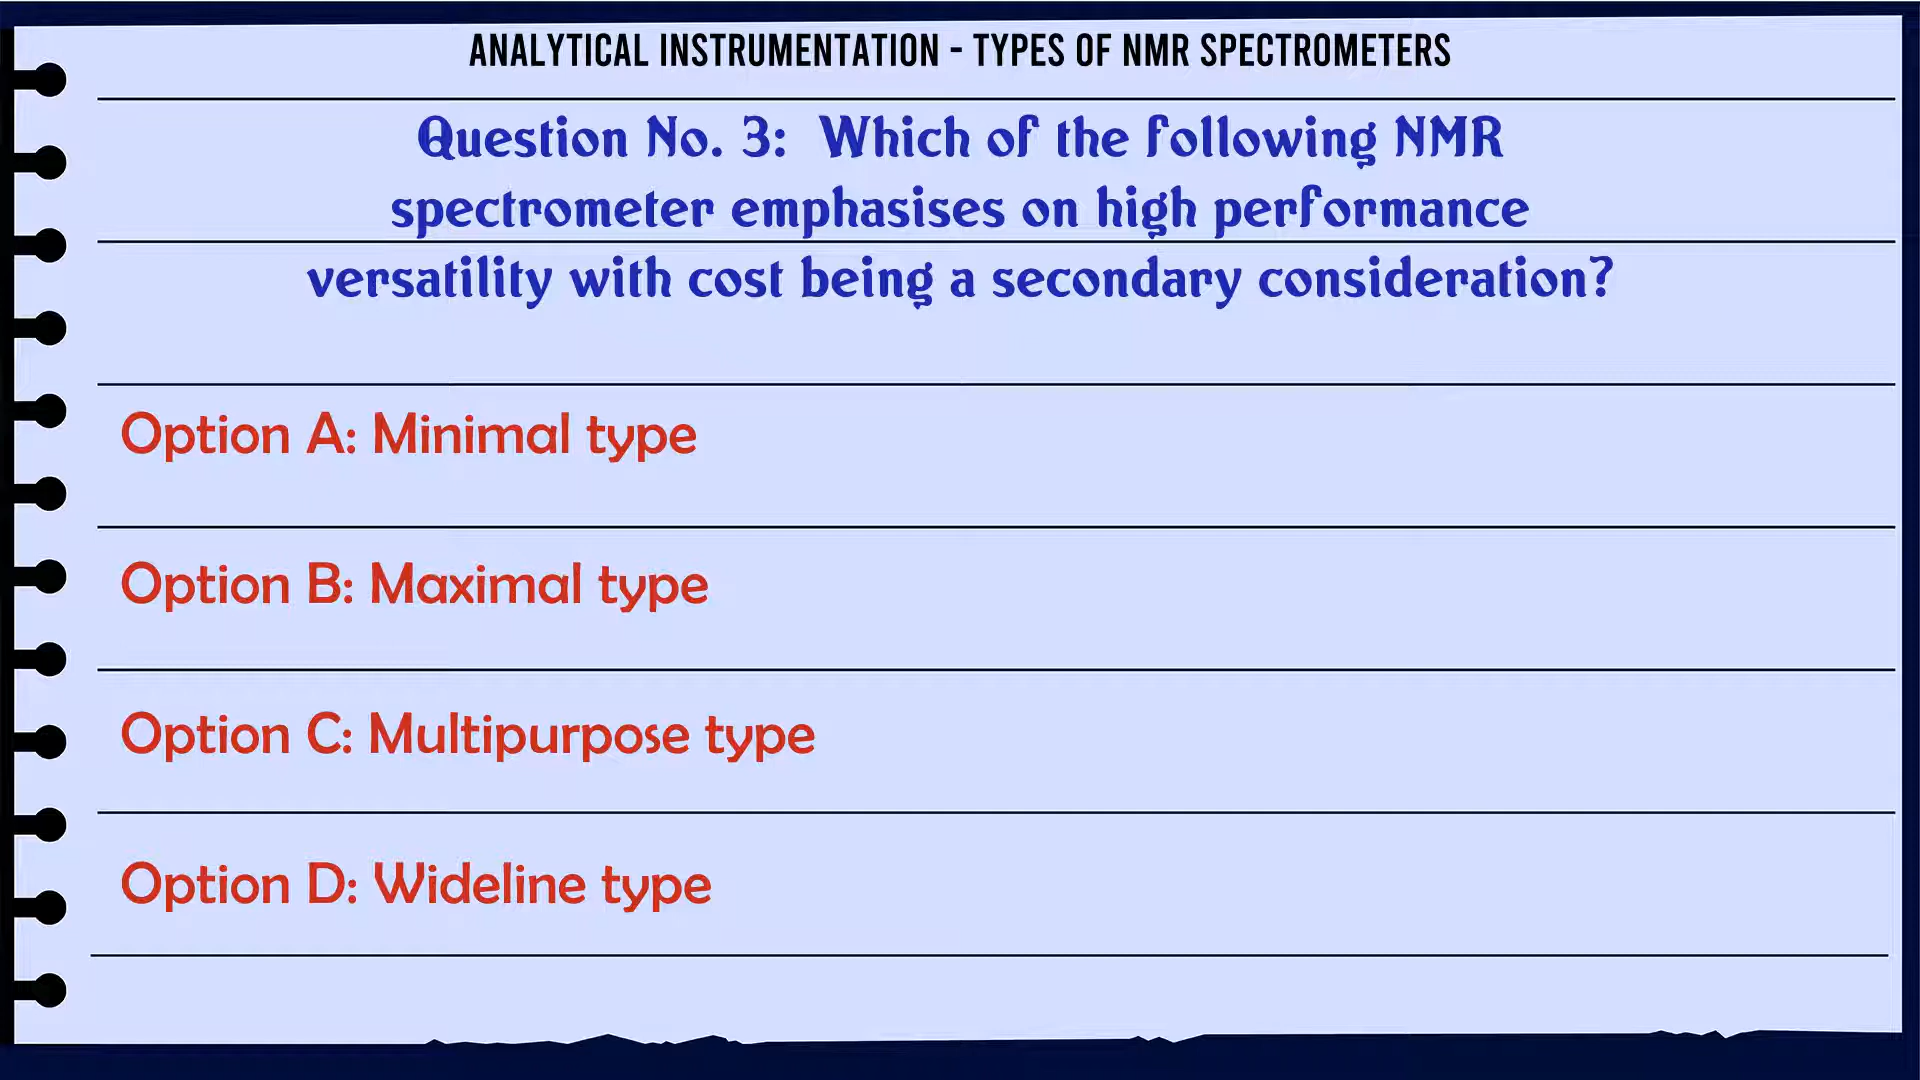 ANALYTICAL INSTRUMENTATION - TYPES OF NMR SPECTROMETERS
Question No. 3: Which of the following NMR
spectrometer emphasises on high performance
versatility with cost being a secondary consideration?
Option A: Minimal type
Option B: Maximal type
Option C: Multipurpose type
Option D: Wideline type